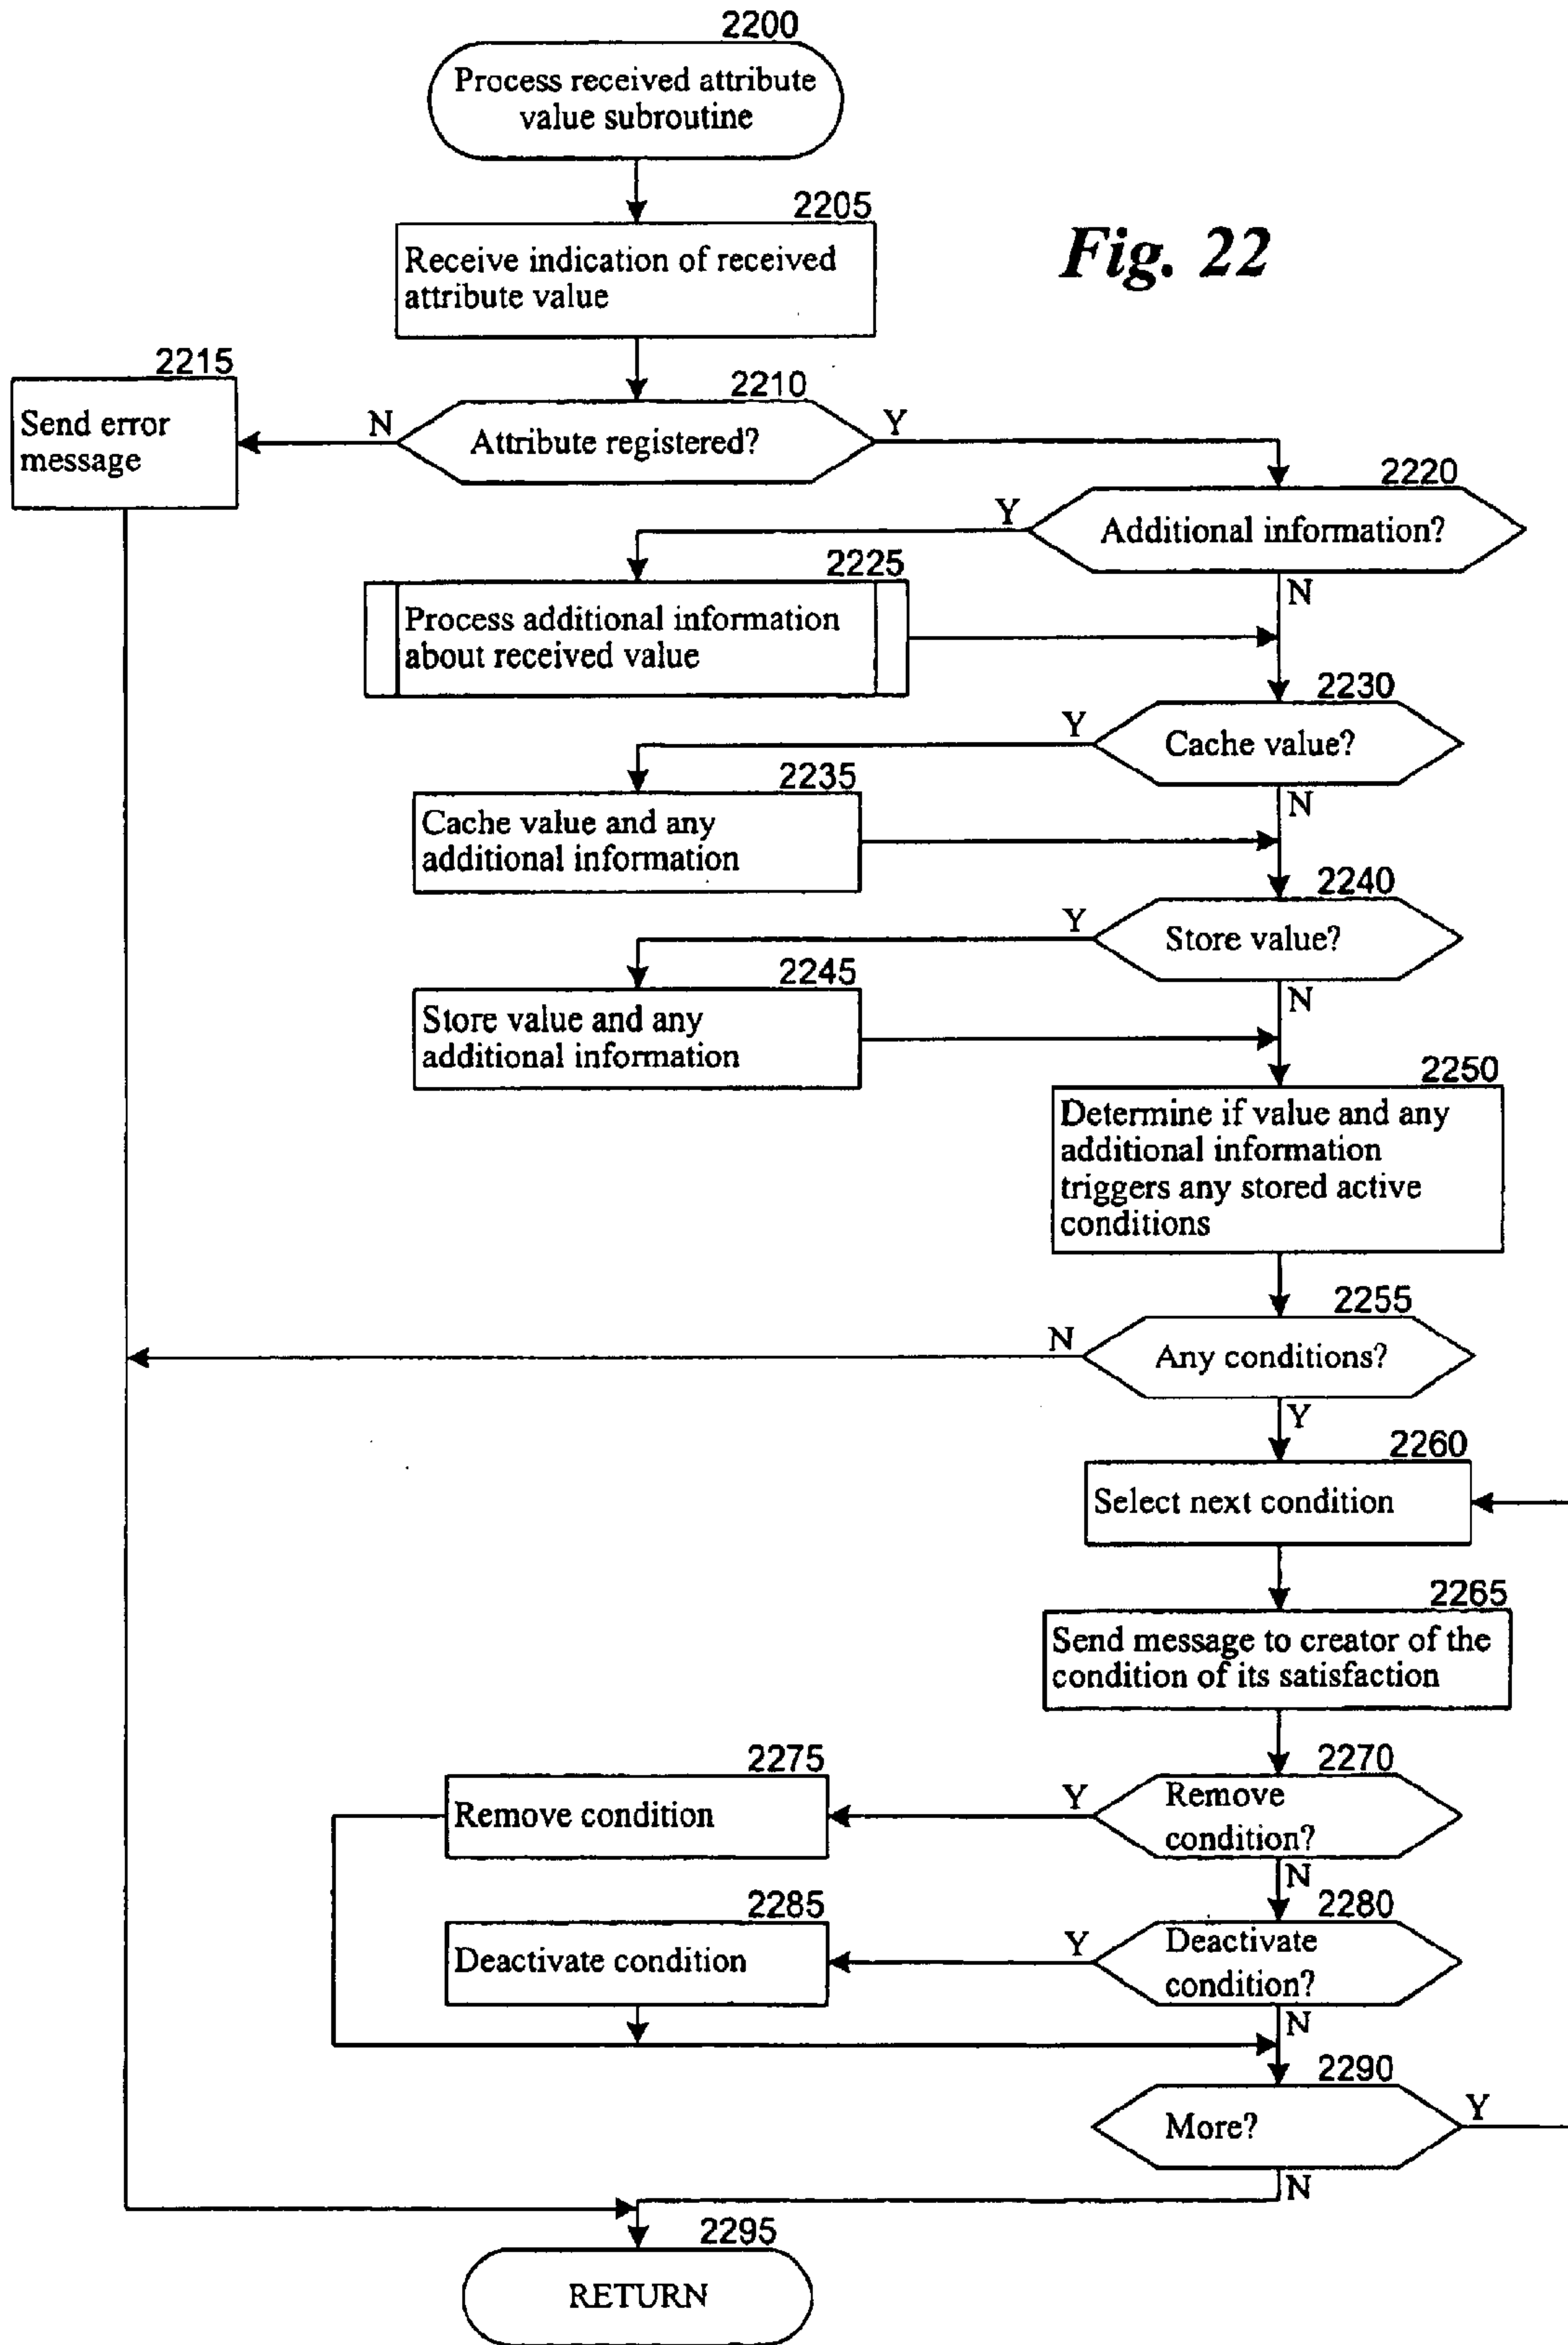 2200
Process received attribute
value subroutine
2205
Receive indication of received
attribute value
Fig. 22
2215
Send error
message
N
2210
Attribute registered?
Y
2220
Y
Additional information?
N
2225
Process additional information
about received value
2230
Y
Cache value?
N
2235
Cache value and any
additional information
2240
Y
Store value?
N
2245
Store value and any
additional information
2250
Determine if value and any
additional information
triggers any stored active
conditions
2255
N
Any conditions?
Y
2260
Select next condition
2265
Send message to creator of the
condition of its satisfaction
2275
Remove condition
2270
Y
Remove
condition?
N
2285
Deactivate condition
2280
Y
Deactivate
condition?
N
2290
More?
Y
N
2295
RETURN